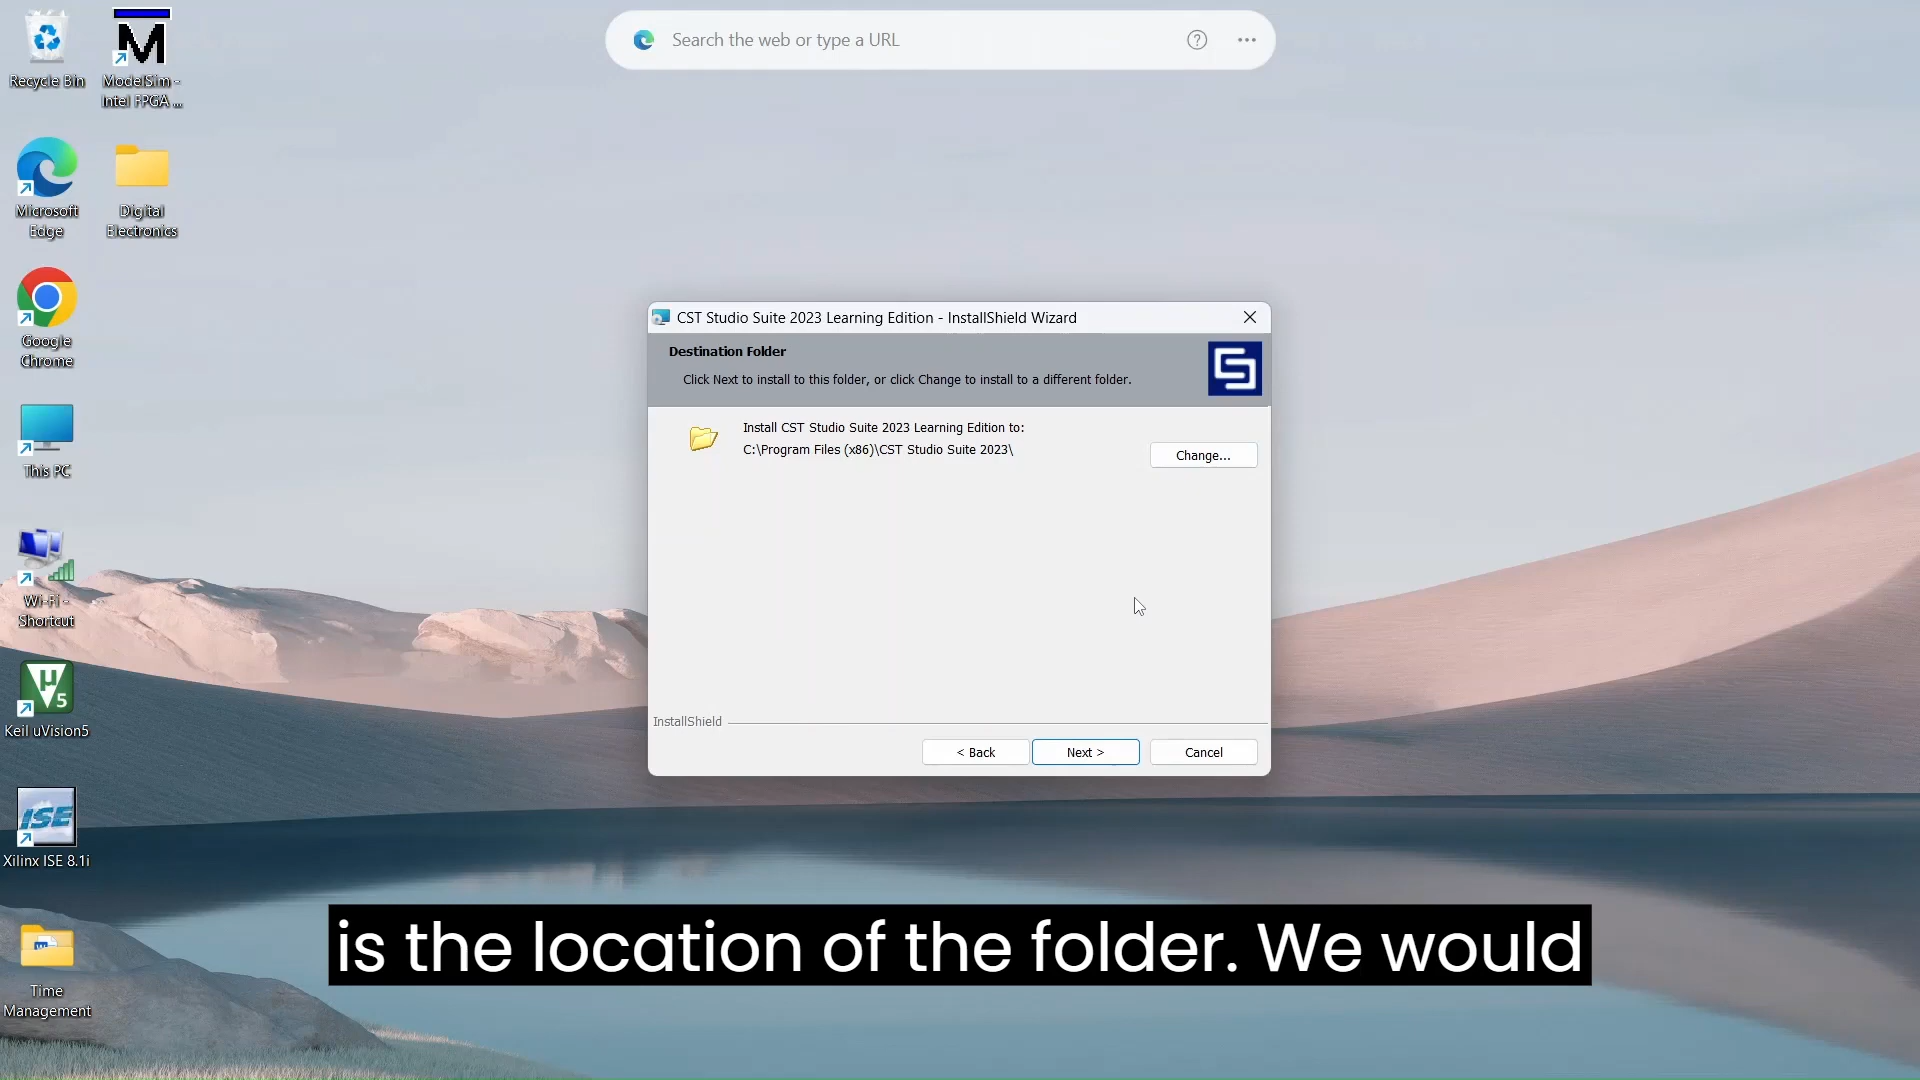 Search the web or type a URL
Recycle Bin
ModelSim -
Intel FPGA ...
Microsoft
Edge
Digital
Electronics
Google
Chrome
This PC
Wi-Fi -
Shortcut
µ
V5
Keil uVision5
ISE
Xilinx ISE 8.1i
Time
Management
CST Studio Suite 2023 Learning Edition - InstallShield Wizard
Destination Folder
Click Next to install to this folder, or click Change to install to a different folder.
Install CST Studio Suite 2023 Learning Edition to:
C:\Program Files (x86)\CST Studio Suite 2023\
Change...
InstallShield
< Back
Next >
Cancel
is the location of the folder. We would